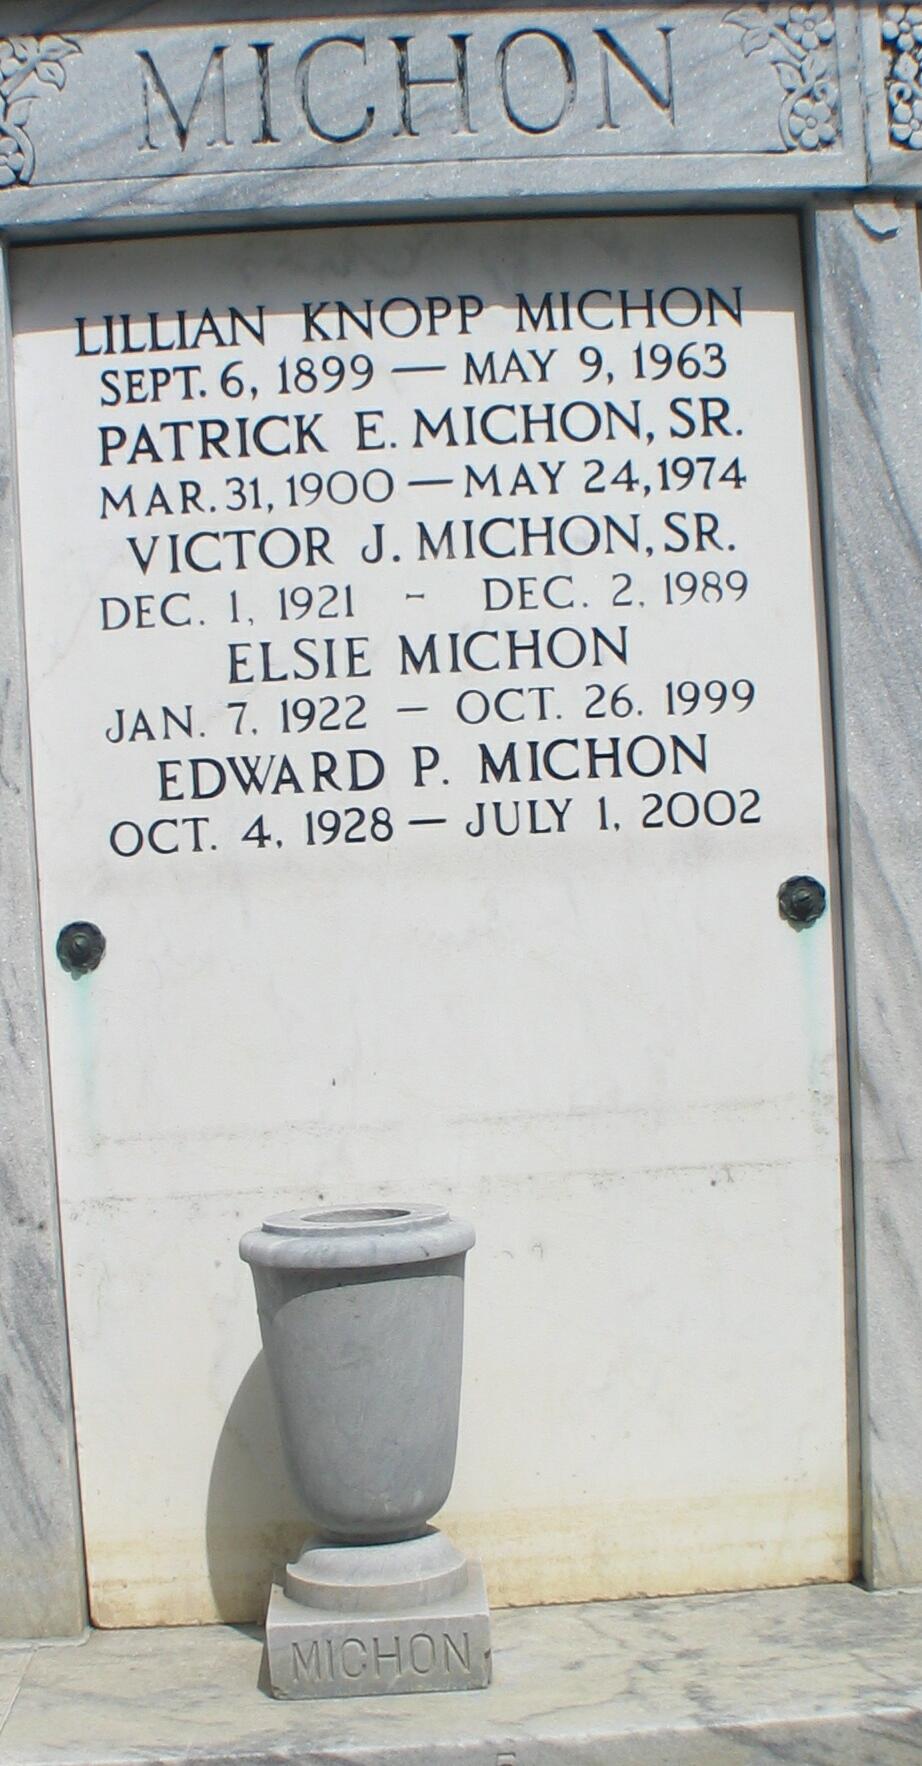 MICHON
LILLIAN KNOPP MICHON
SEPT. 6, 1899 — MAY 9, 1963
PATRICK E. MICHON, SR.
MAR. 31, 1900 — MAY 24, 1974
VICTOR J. MICHON, SR.
DEC. 1, 1921 - DEC. 2, 1989
ELSIE MICHON
JAN. 7, 1922 — OCT. 26. 1999
EDWARD P. MICHON
OCT. 4, 1928 — JULY 1, 2002
MICHON